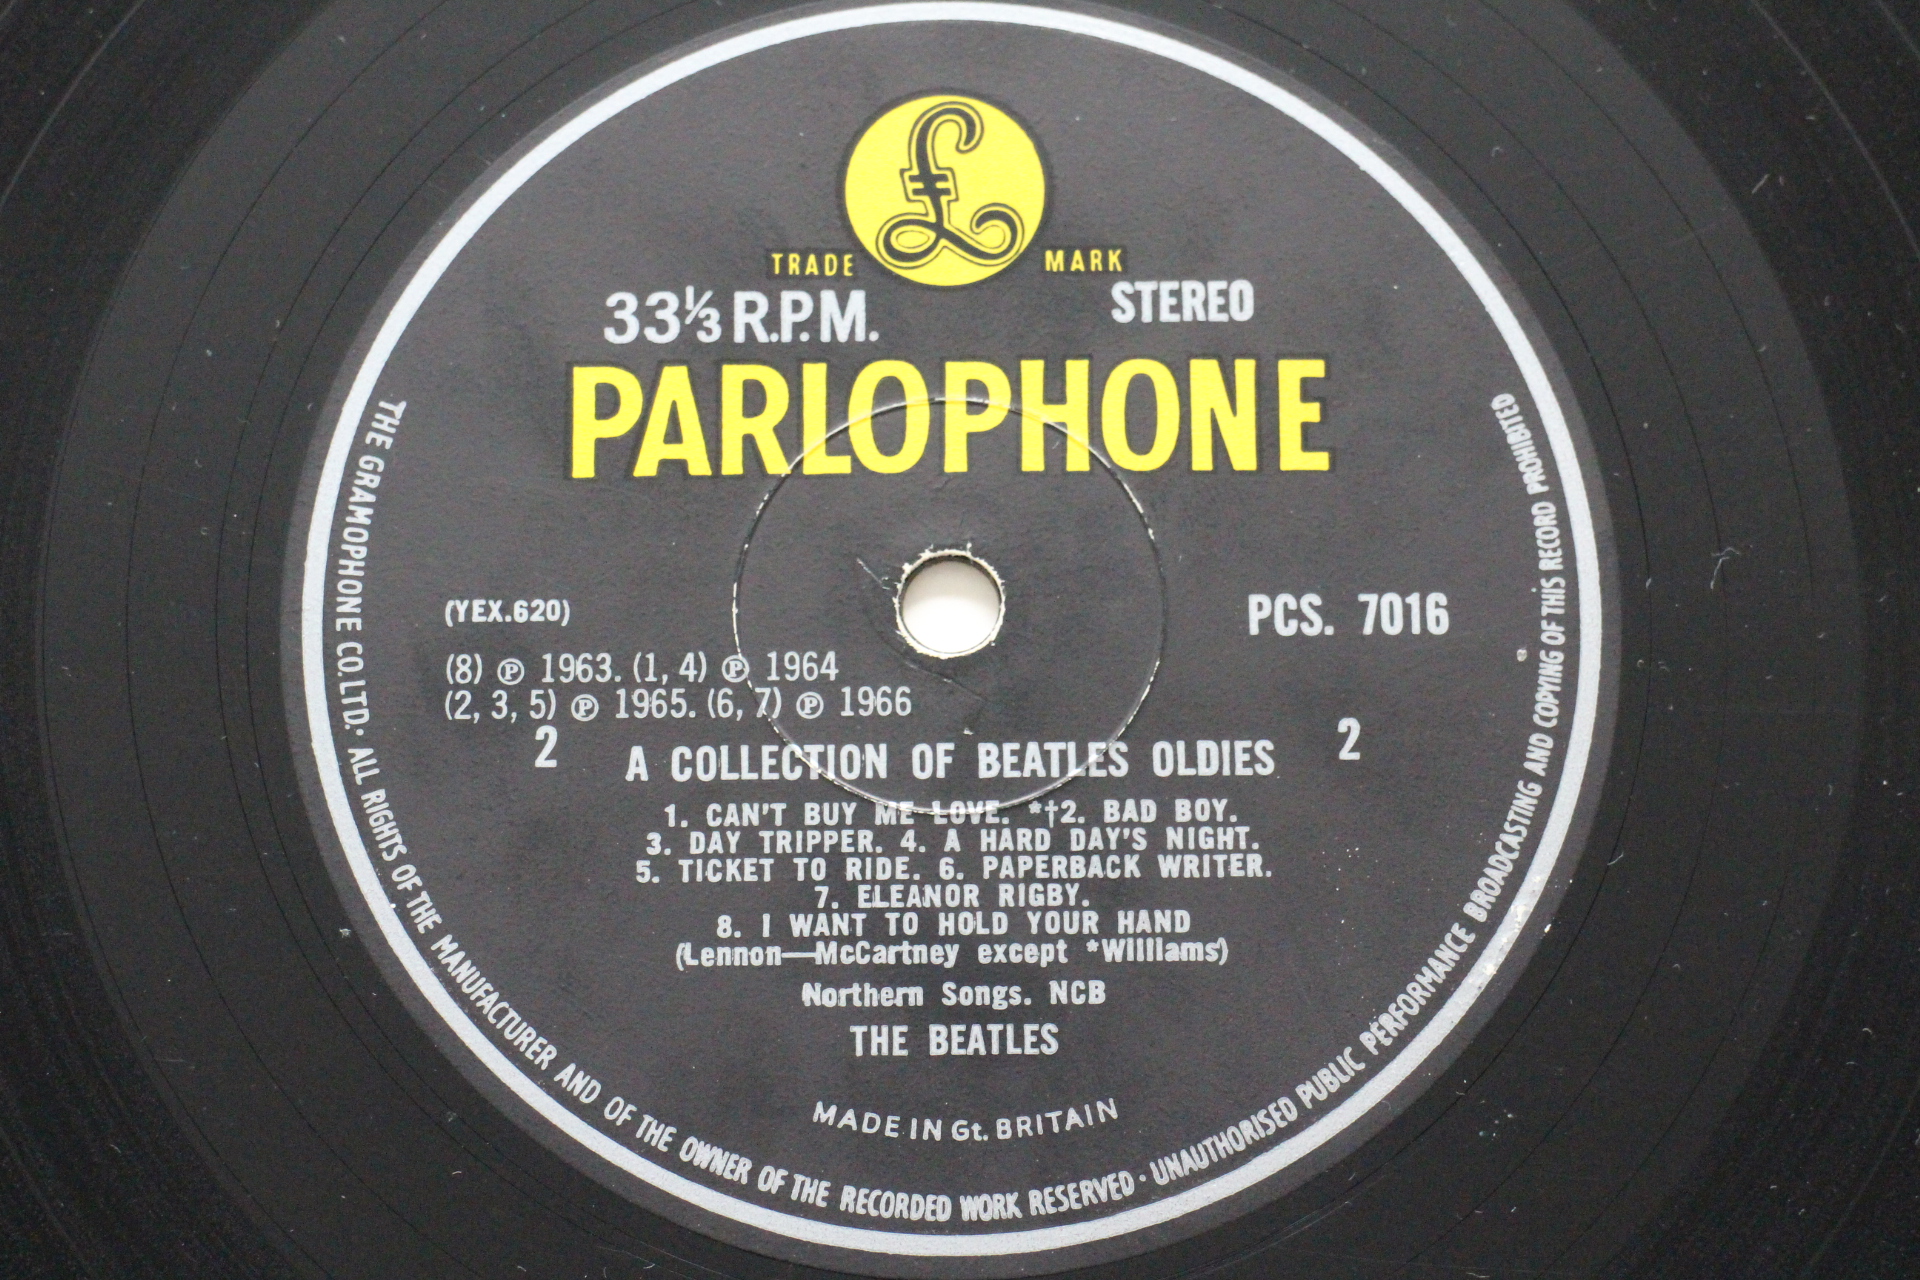 £
TRADE MARK
33⅓ R.P.M. STEREO
PARLOPHONE
(YEX.620) PCS. 7016
(8) Ⓟ 1963. (1, 4) Ⓟ 1964
(2, 3, 5) Ⓟ 1965. (6, 7) Ⓟ 1966
2 A COLLECTION OF BEATLES OLDIES 2
1. CAN'T BUY ME LOVE. *†2. BAD BOY.
3. DAY TRIPPER. 4. A HARD DAY'S NIGHT.
5. TICKET TO RIDE. 6. PAPERBACK WRITER.
7. ELEANOR RIGBY.
8. I WANT TO HOLD YOUR HAND
(Lennon—McCartney except *Williams)
Northern Songs. NCB
THE BEATLES
MADE IN Gt. BRITAIN
THE GRAMOPHONE CO. LTD. · ALL RIGHTS OF THE MANUFACTURER AND OF THE OWNER OF THE RECORDED WORK RESERVED · UNAUTHORISED PUBLIC PERFORMANCE BROADCASTING AND COPYING OF THIS RECORD PROHIBITED